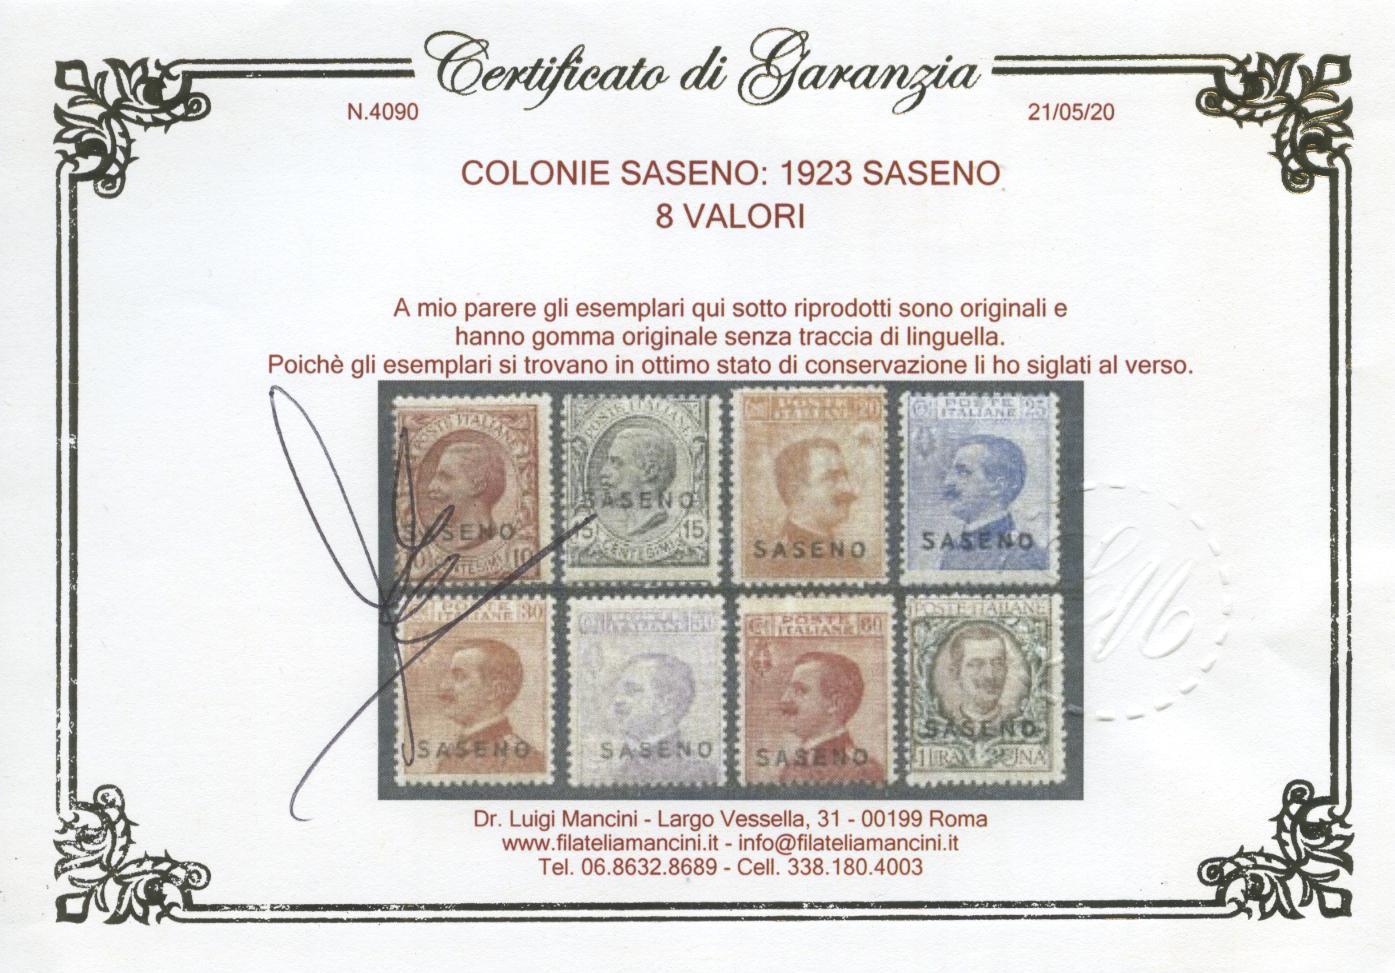 Certificato di Garanzia
N.4090
21/05/20
COLONIE SASENO: 1923 SASENO
8 VALORI
A mio parere gli esemplari qui sotto riprodotti sono originali e
hanno gomma originale senza traccia di linguella.
Poichè gli esemplari si trovano in ottimo stato di conservazione li ho siglati al verso.
POSTE ITALIANE
SASENO
10
POSTE ITALIANE
SASENO
15 15
CENTESIMI
20
SASENO
POSTE 25
ITALIANE
SASENO
POSTE 30
ITALIANE
SASENO
50
ITALIANE
SASENO
POSTE 60
ITALIANE
SASENO
POSTE ITALIANE
SASENO
1 LIRA UNA
Dr. Luigi Mancini - Largo Vessella, 31 - 00199 Roma
www.filateliamancini.it - info@filateliamancini.it
Tel. 06.8632.8689 - Cell. 338.180.4003